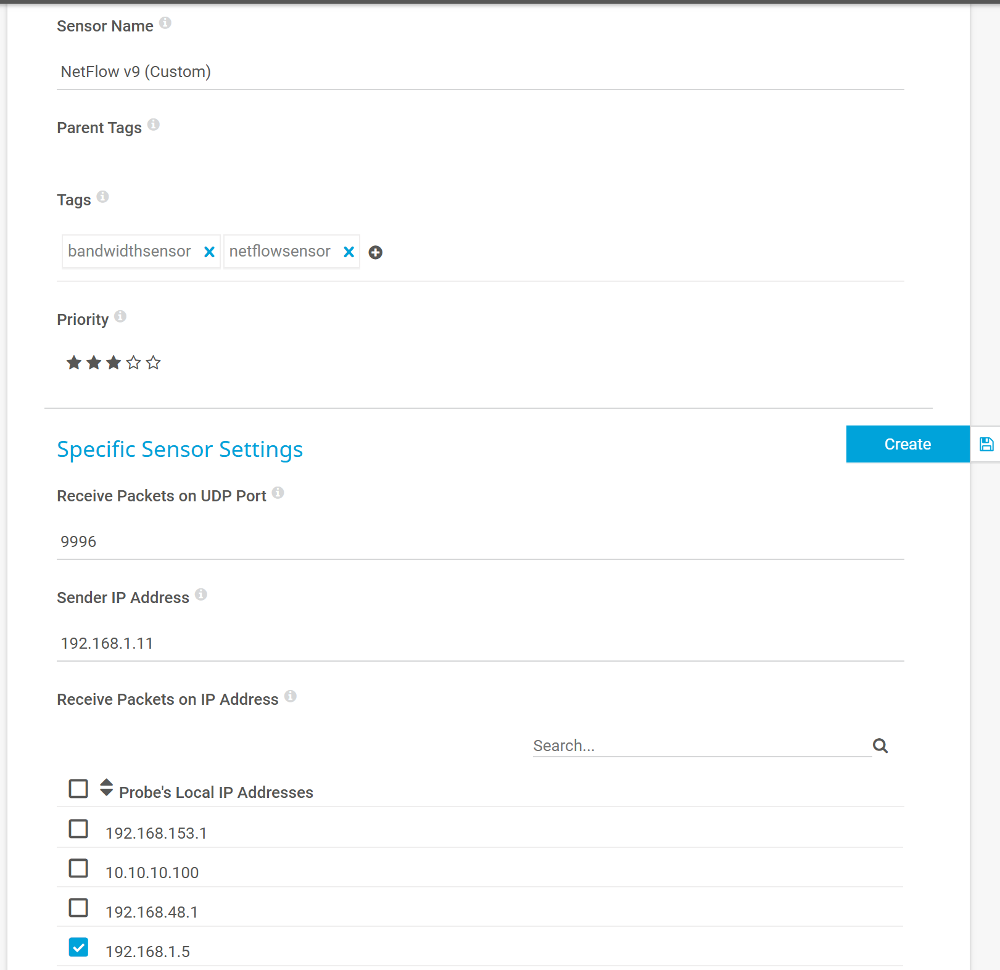 Sensor Name
NetFlow v9 (Custom)
Parent Tags
Tags
bandwidthsensor netflowsensor
Priority
Specific Sensor Settings
Create
Receive Packets on UDP Port
9996
Sender IP Address
192.168.1.11
Receive Packets on IP Address
Search...
Probe's Local IP Addresses
192.168.153.1
10.10.10.100
192.168.48.1
192.168.1.5